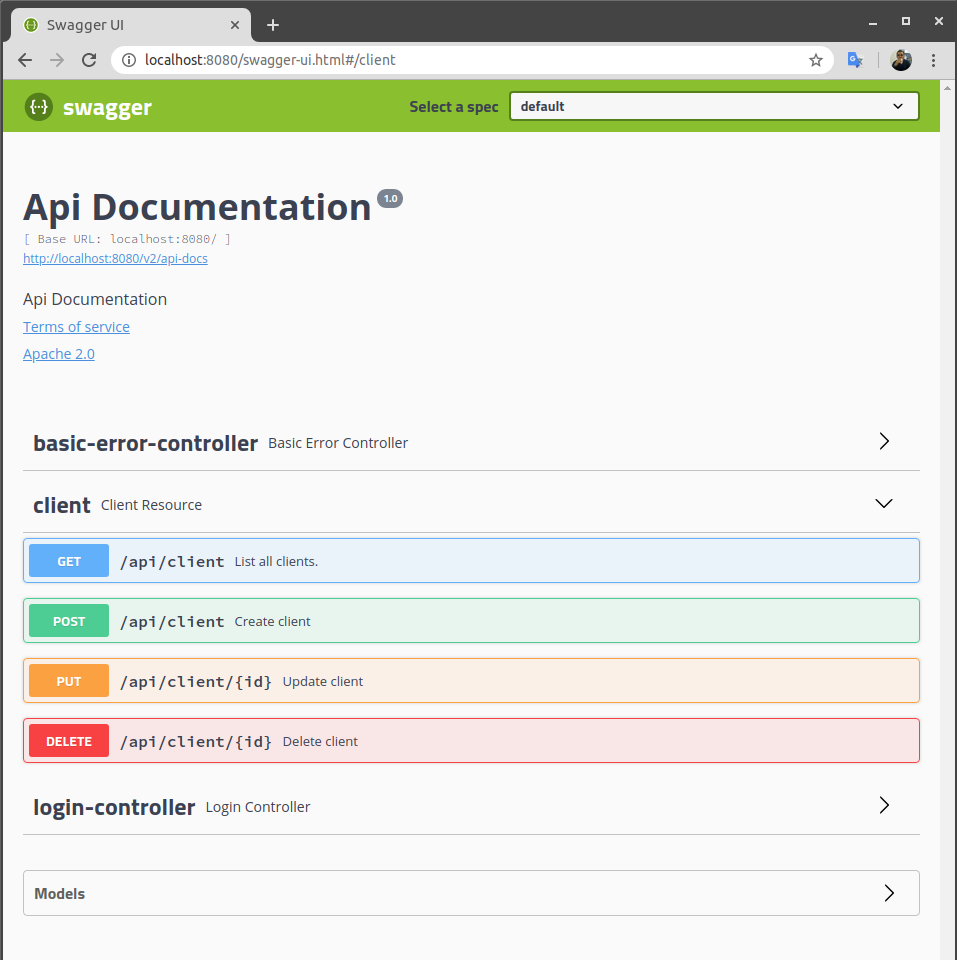 Swagger UI
localhost:8080/swagger-ui.html#/client
{...} swagger Select a spec default
Api Documentation 1.0
[ Base URL: localhost:8080/ ]
http://localhost:8080/v2/api-docs
Api Documentation
Terms of service
Apache 2.0
basic-error-controller Basic Error Controller
client Client Resource
GET /api/client List all clients.
POST /api/client Create client
PUT /api/client/{id} Update client
DELETE /api/client/{id} Delete client
login-controller Login Controller
Models